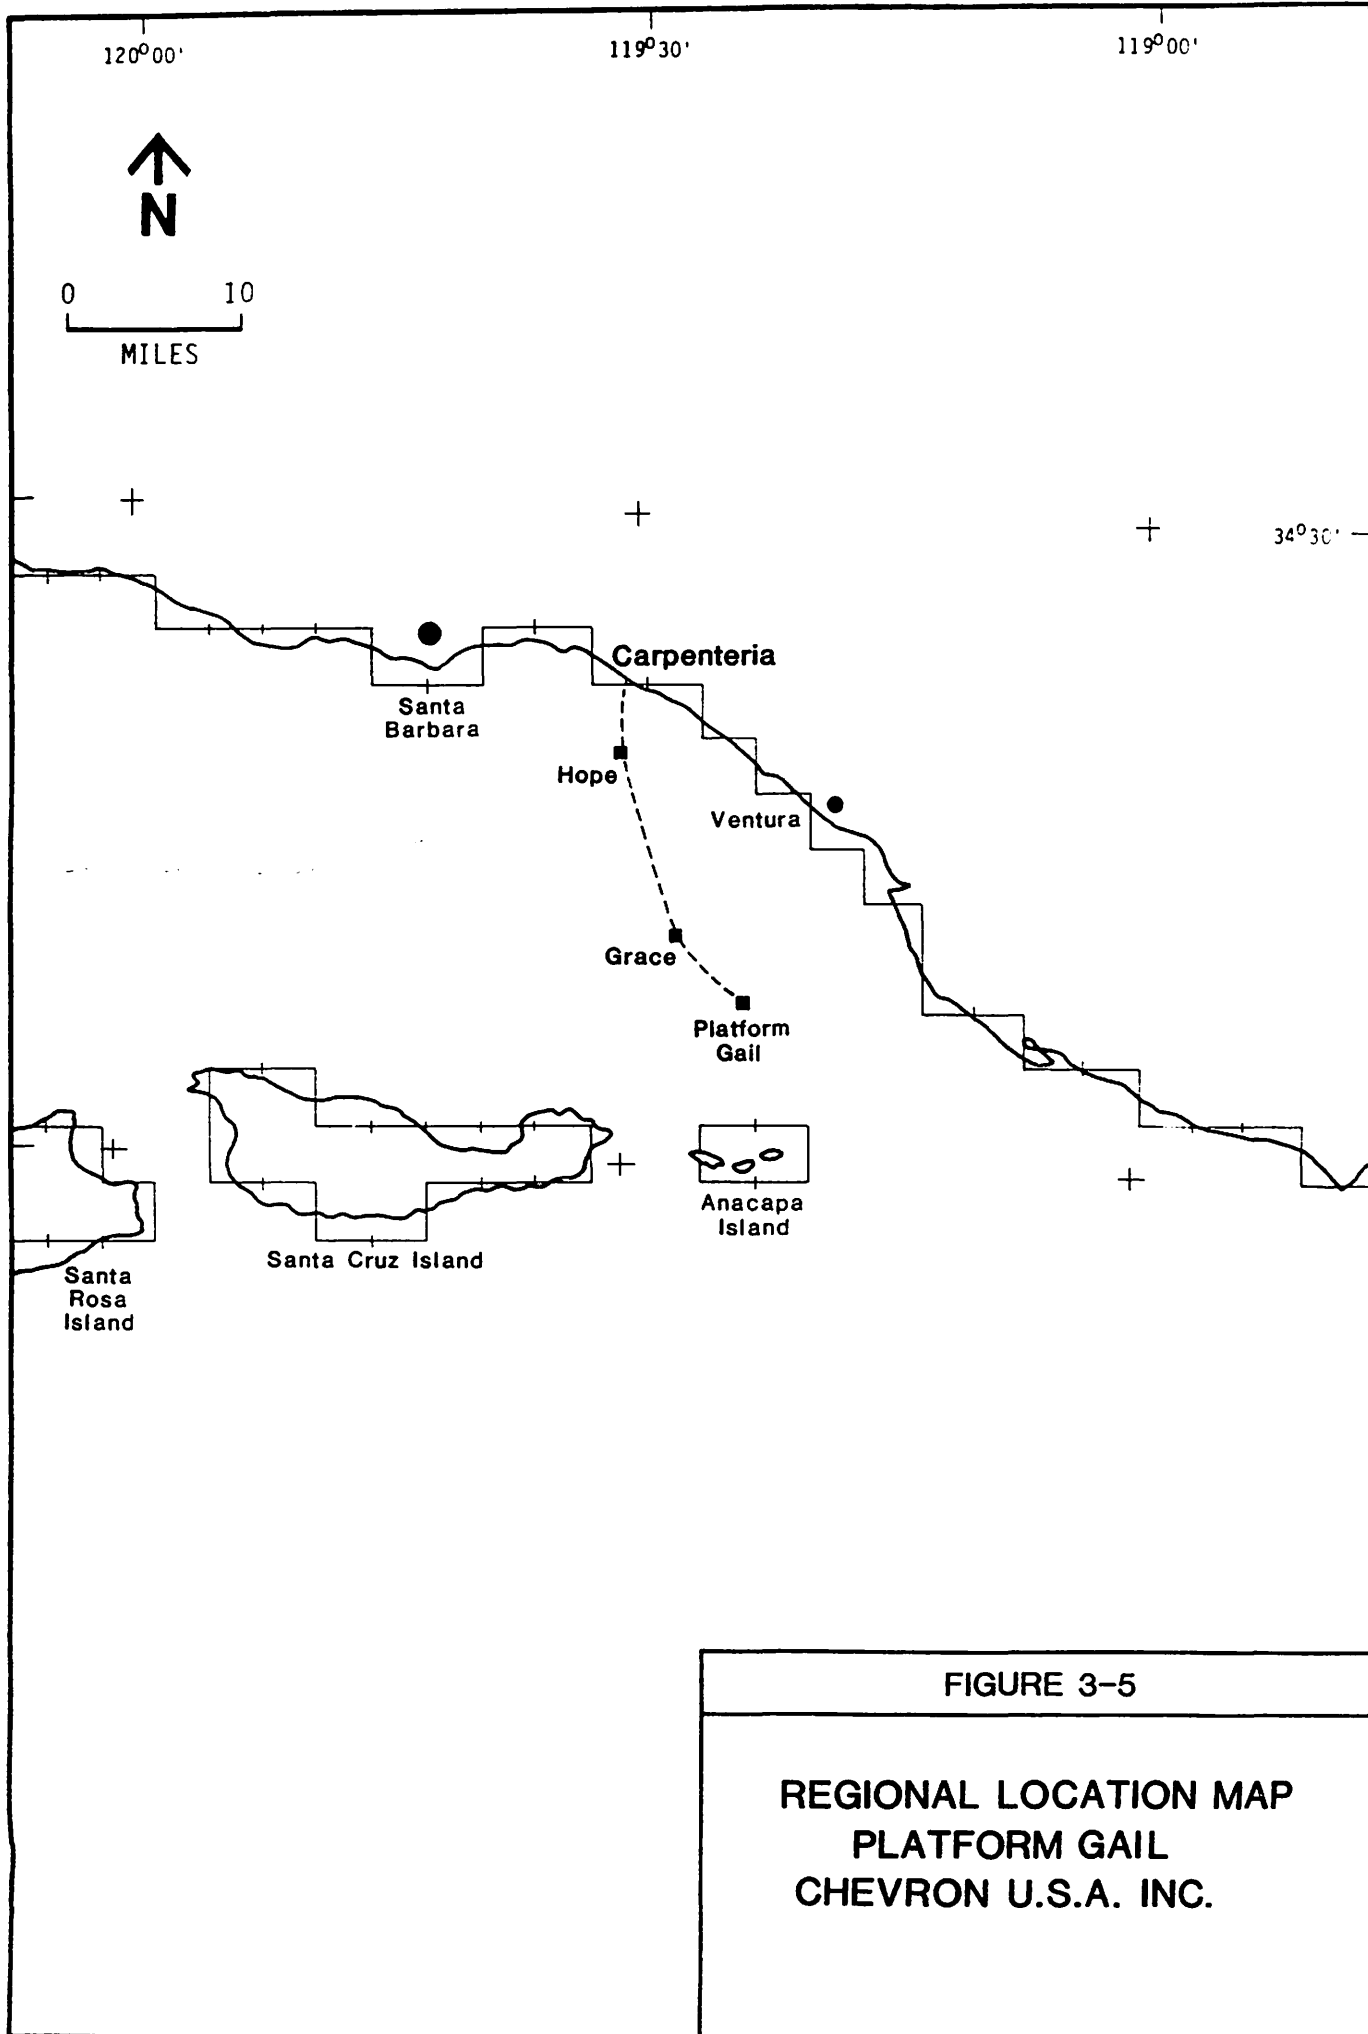 120°00'
119°30'
119°00'
N
0 10
MILES
34°30'
Carpenteria
Santa
Barbara
Hope
Ventura
Grace
Platform
Gail
Anacapa
Island
Santa Cruz Island
Santa
Rosa
Island
FIGURE 3-5
REGIONAL LOCATION MAP
PLATFORM GAIL
CHEVRON U.S.A. INC.